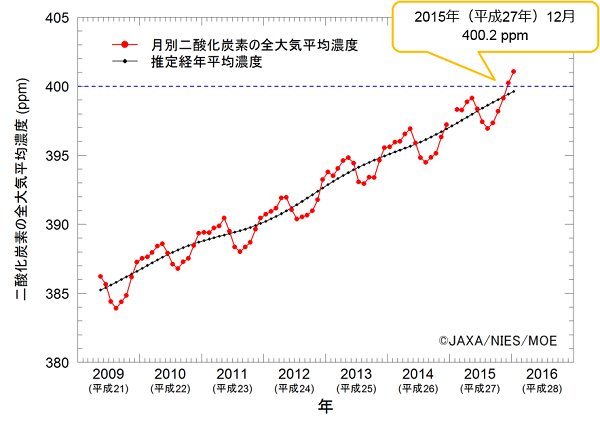 2015年（平成27年）12月
400.2 ppm
月別二酸化炭素の全大気平均濃度
推定経年平均濃度
二酸化炭素の全大気平均濃度 (ppm)
405
400
395
390
385
380
©JAXA/NIES/MOE
2009 2010 2011 2012 2013 2014 2015 2016
(平成21) (平成22) (平成23) (平成24) (平成25) (平成26) (平成27) (平成28)
年